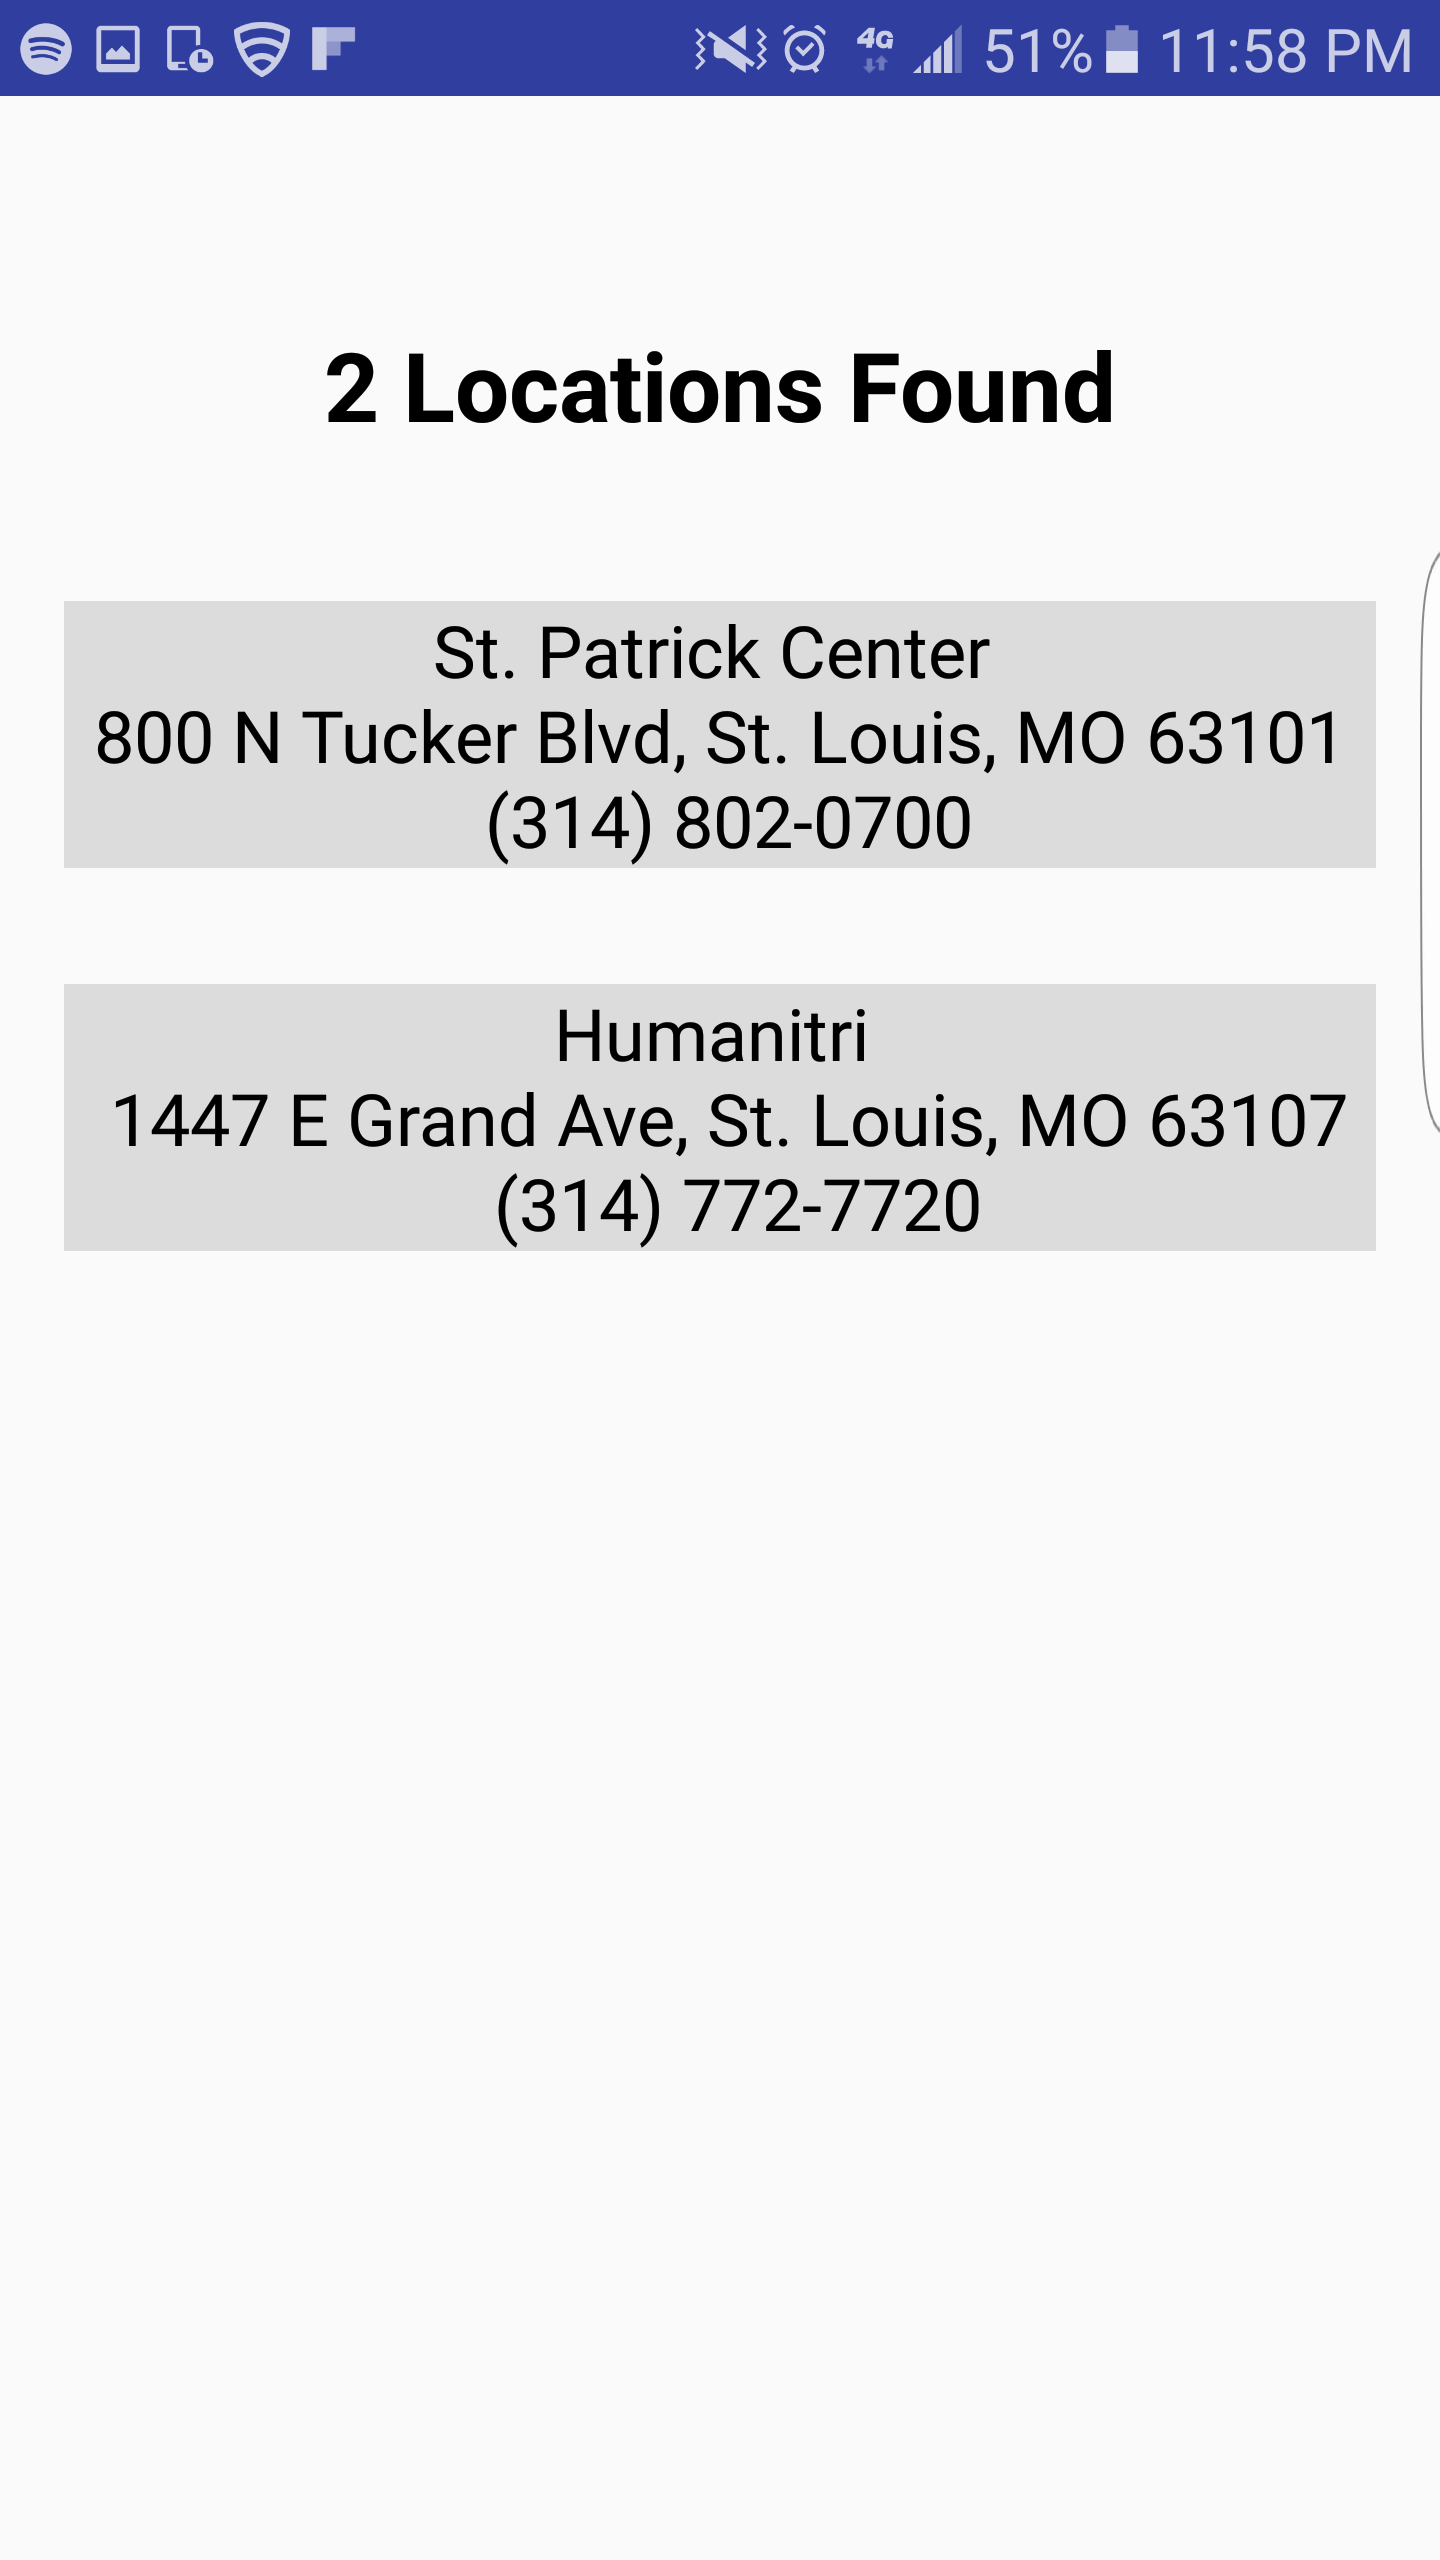 4G 51% 11:58 PM
2 Locations Found
St. Patrick Center
800 N Tucker Blvd, St. Louis, MO 63101
(314) 802-0700
Humanitri
1447 E Grand Ave, St. Louis, MO 63107
(314) 772-7720